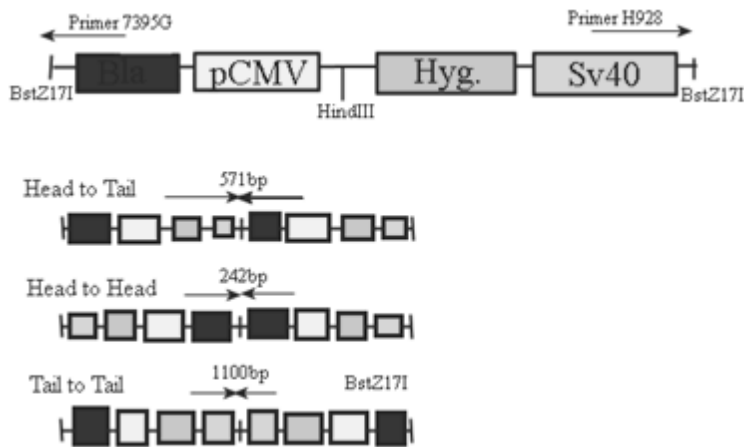 Primer 7395G
Primer H928
Bla pCMV Hyg. Sv40
BstZ17I HindIII BstZ17I
Head to Tail
571bp
Head to Head
242bp
Tail to Tail
1100bp
BstZ17I